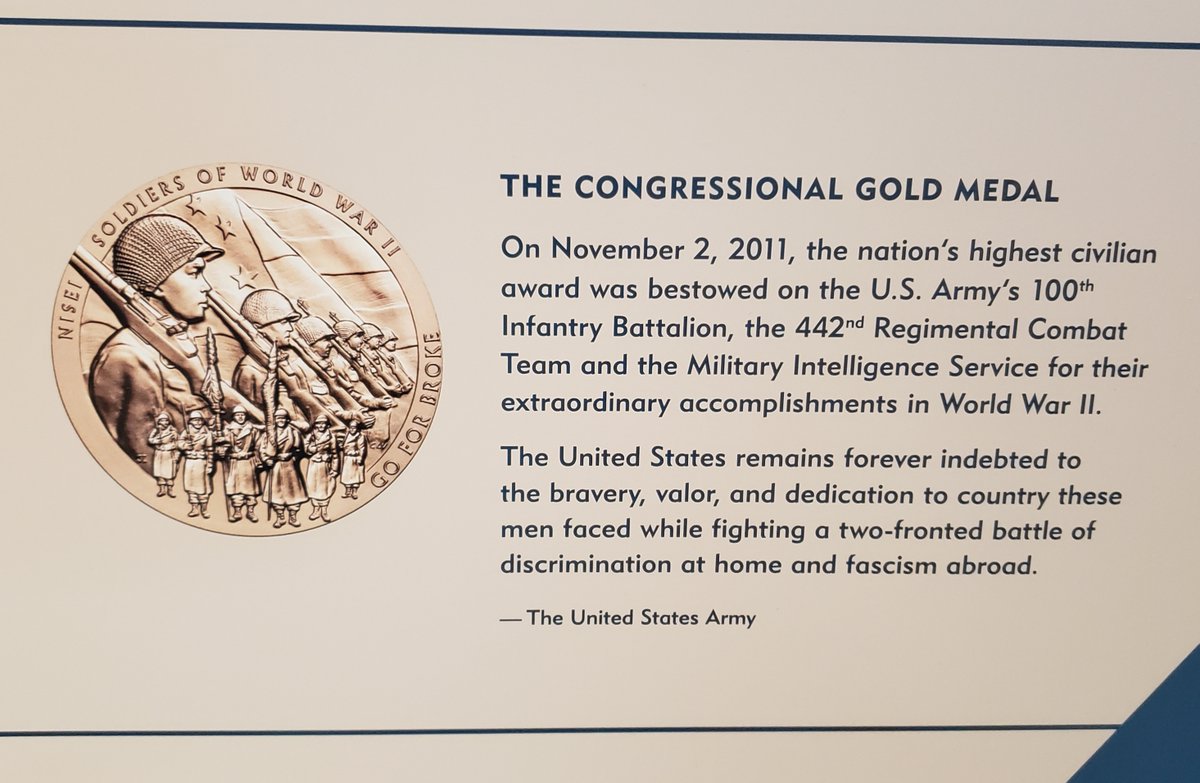 NISEI SOLDIERS OF WORLD WAR II
GO FOR BROKE
THE CONGRESSIONAL GOLD MEDAL
On November 2, 2011, the nation's highest civilian
award was bestowed on the U.S. Army's 100th
Infantry Battalion, the 442nd Regimental Combat
Team and the Military Intelligence Service for their
extraordinary accomplishments in World War II.
The United States remains forever indebted to
the bravery, valor, and dedication to country these
men faced while fighting a two-fronted battle of
discrimination at home and fascism abroad.
— The United States Army